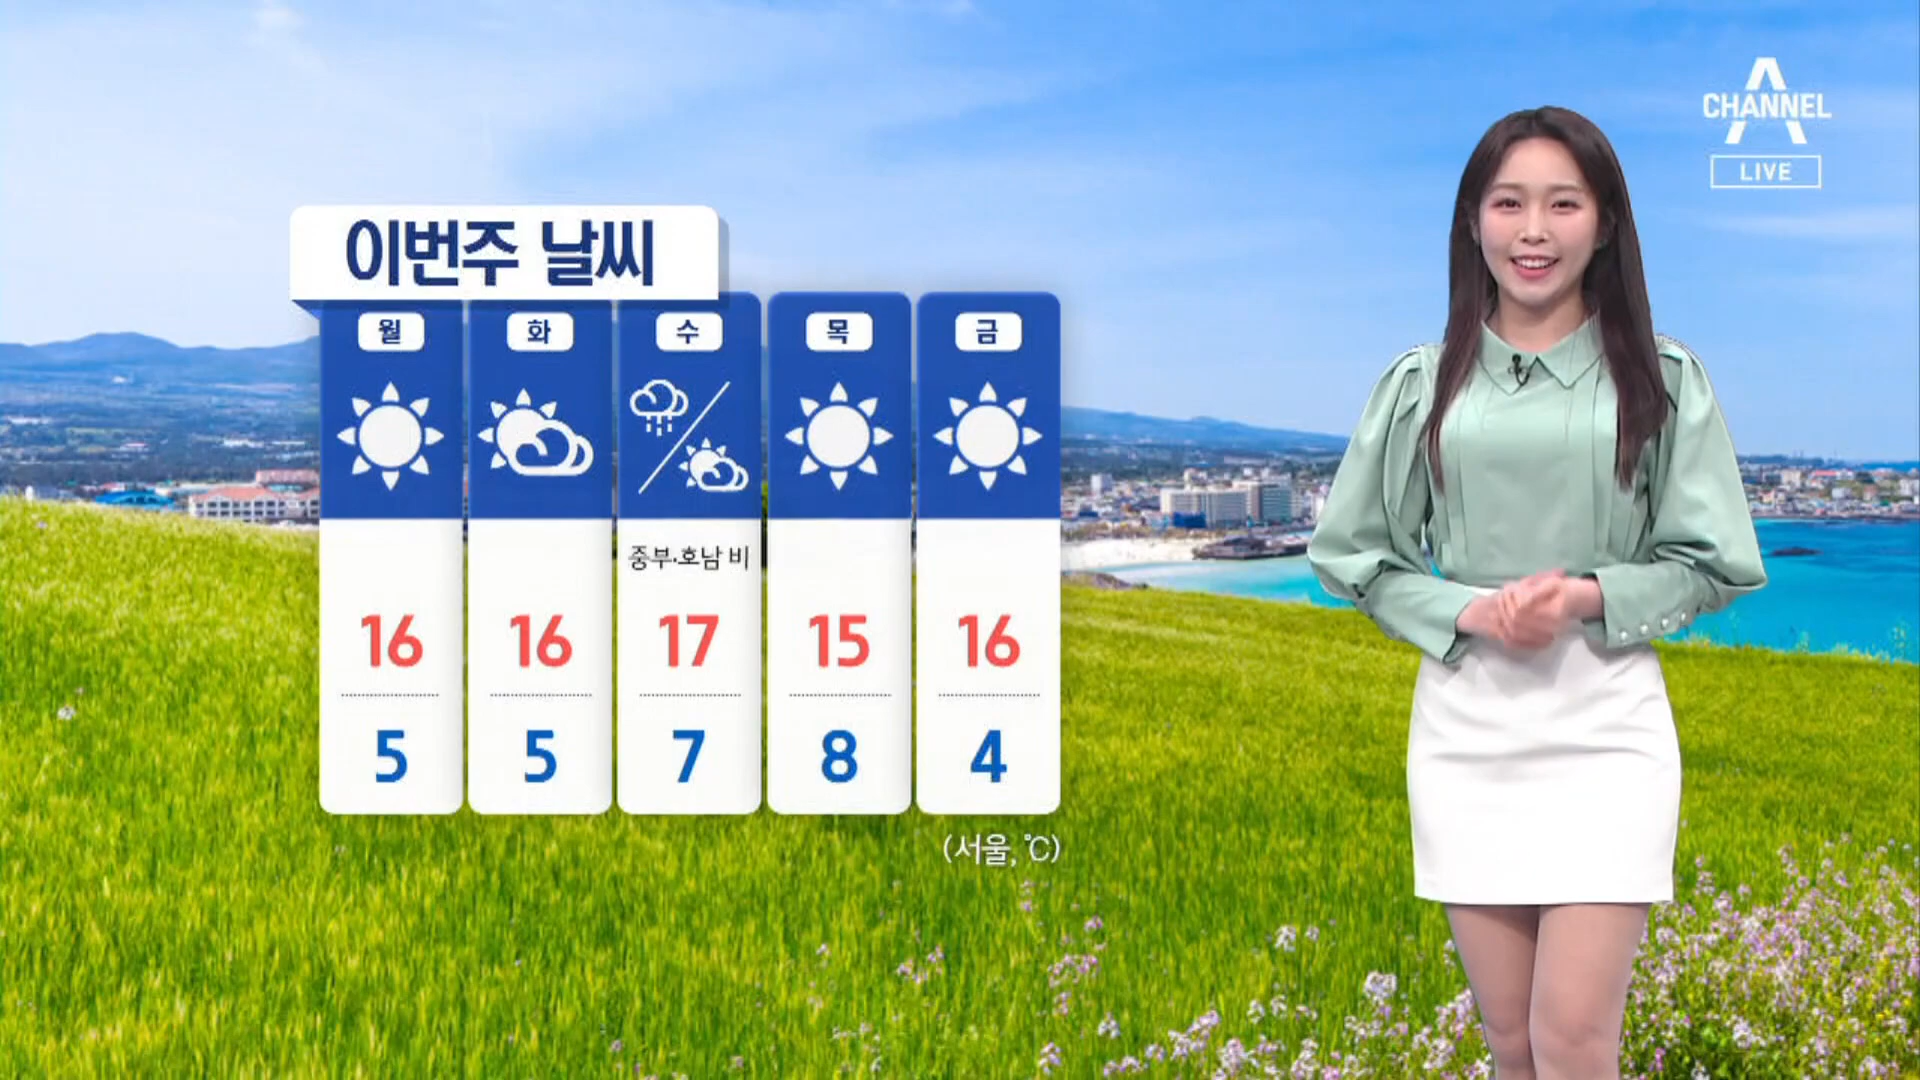 CHANNEL A
LIVE
이번주 날씨
월 화 수 목 금
중부·호남 비
16 16 17 15 16
5 5 7 8 4
(서울, ℃)